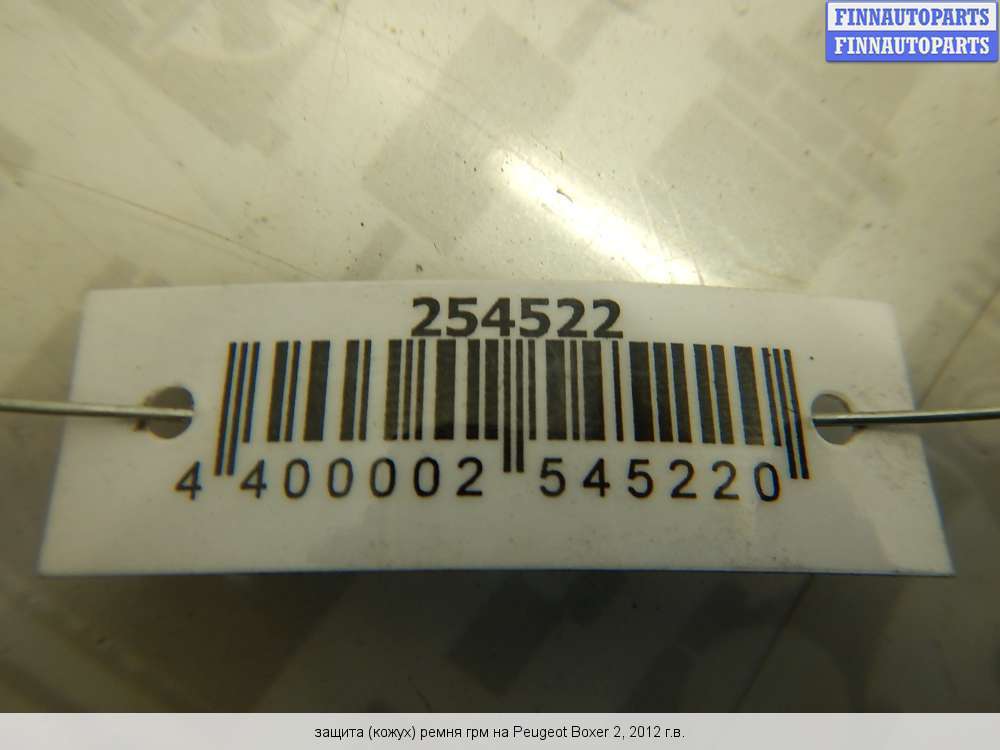 FINNAUTOPARTS
FINNAUTOPARTS
254522
4 400002 545220
защита (кожух) ремня грм на Peugeot Boxer 2, 2012 г.в.